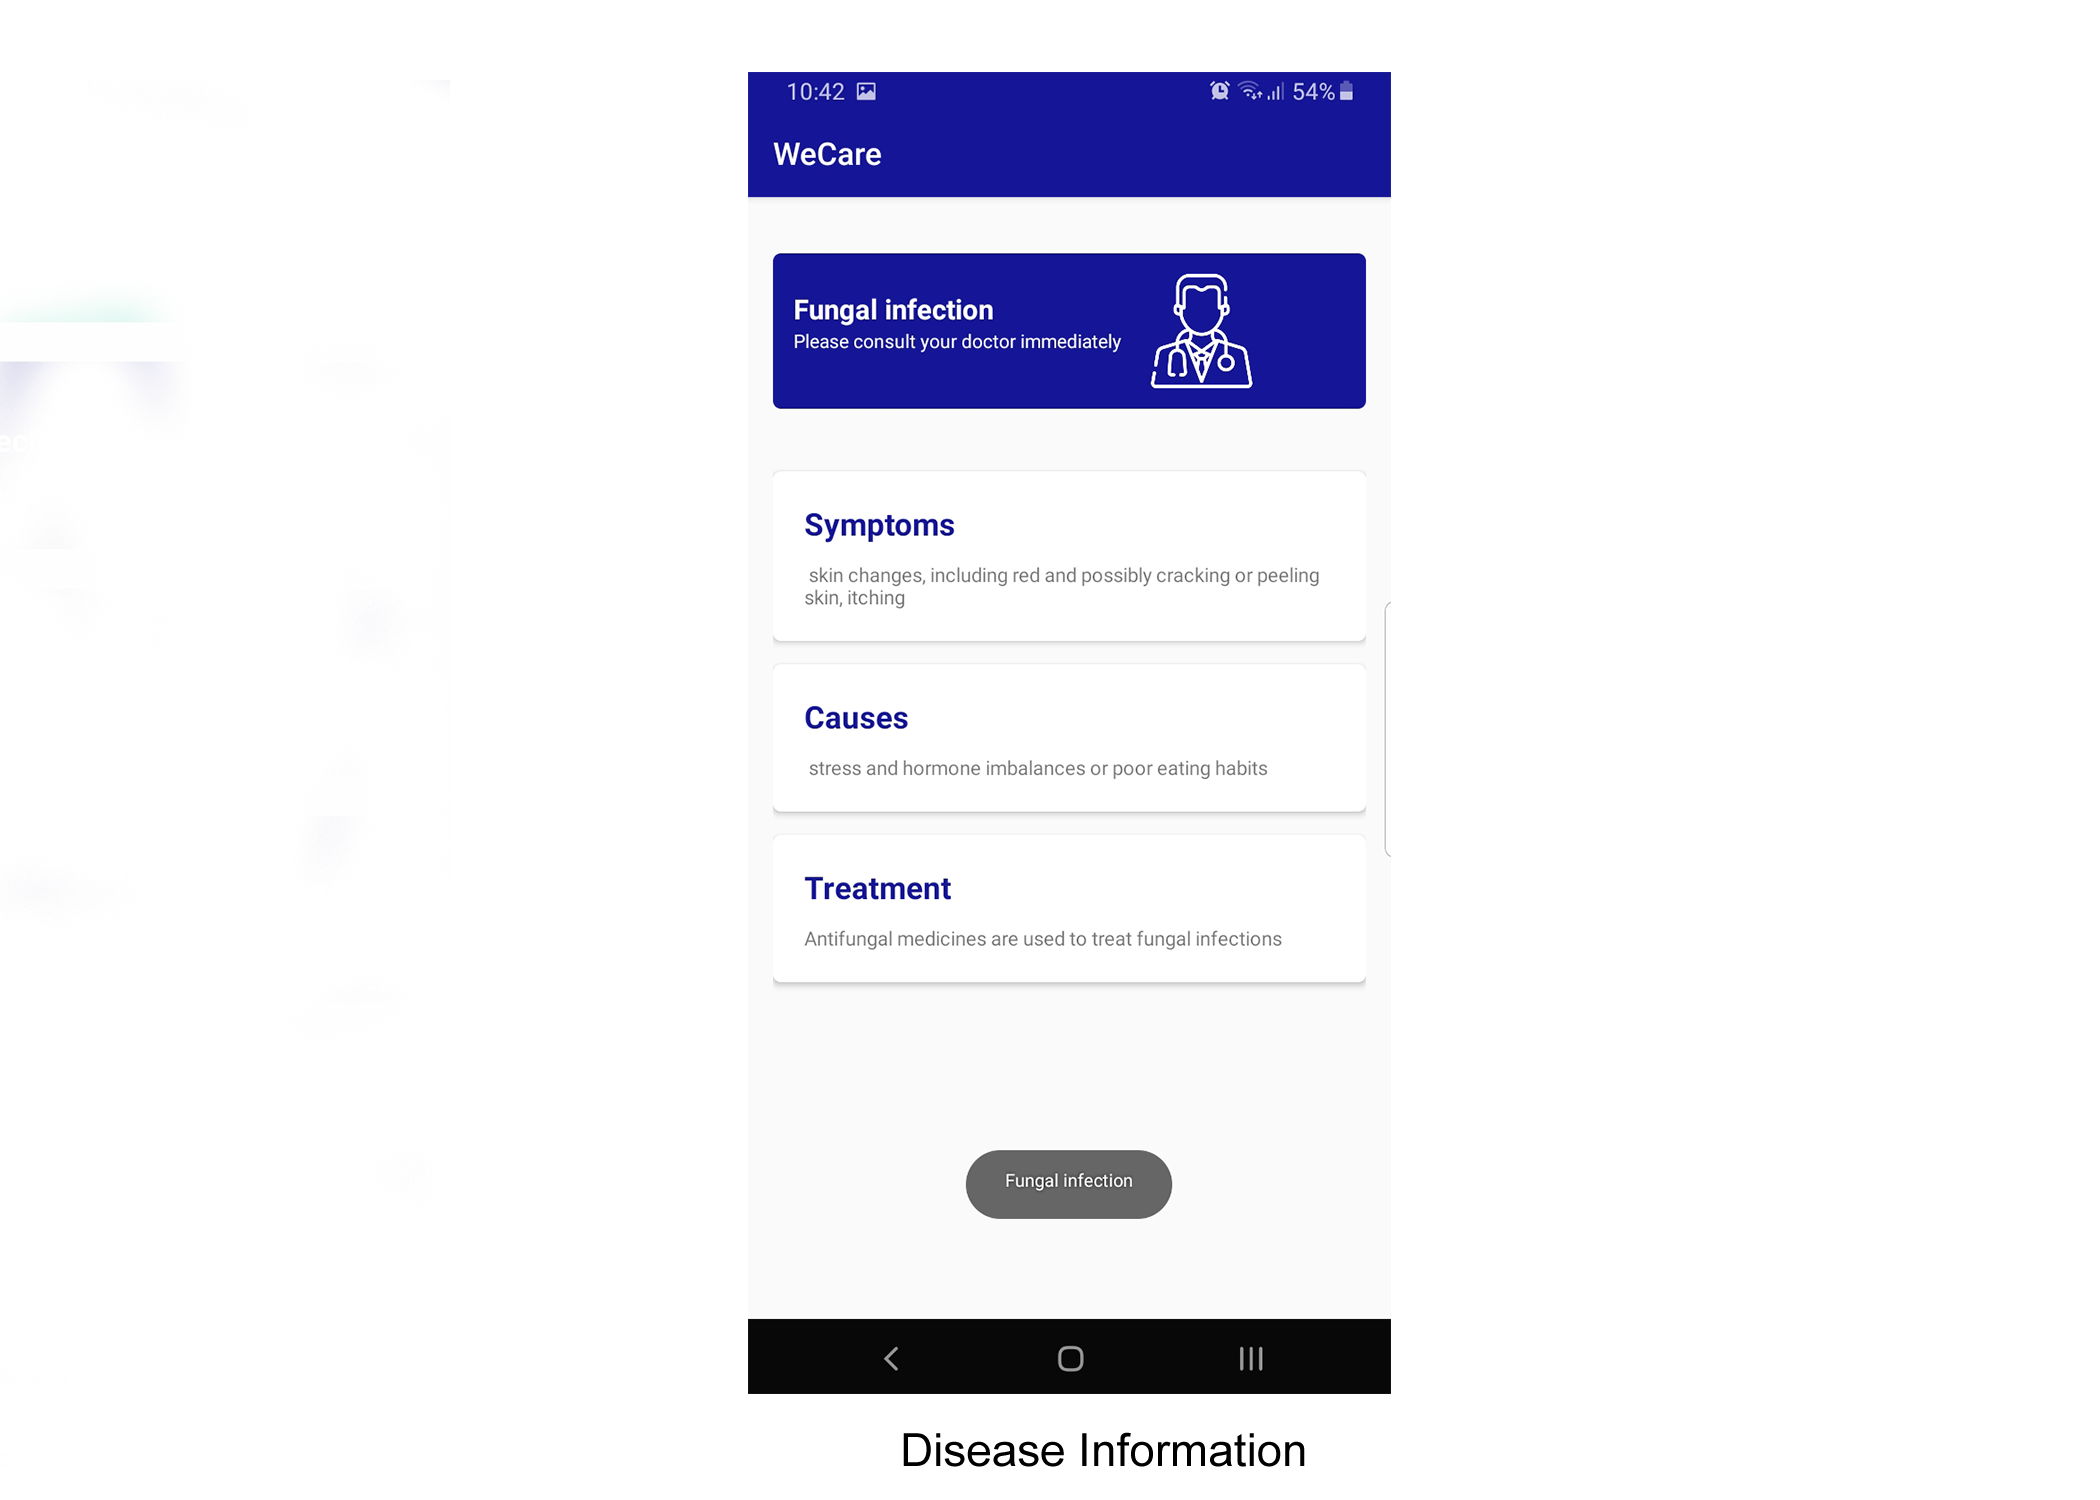 10:42
54%
WeCare
Fungal infection
Please consult your doctor immediately
Symptoms
skin changes, including red and possibly cracking or peeling
skin, itching
Causes
stress and hormone imbalances or poor eating habits
Treatment
Antifungal medicines are used to treat fungal infections
Fungal infection
Disease Information